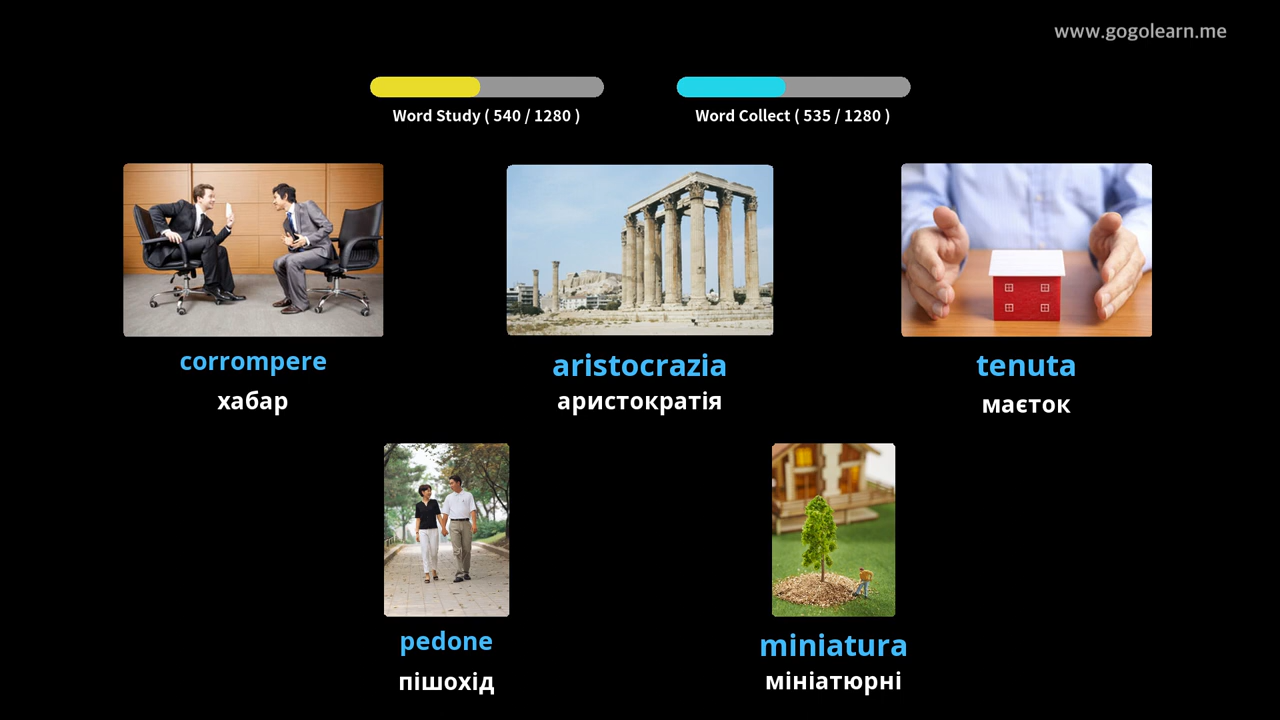 www.gogolearn.me
Word Study ( 540 / 1280 )
Word Collect ( 535 / 1280 )
corrompere
хабар
aristocrazia
аристократія
tenuta
маєток
pedone
пішохід
miniatura
мініатюрні